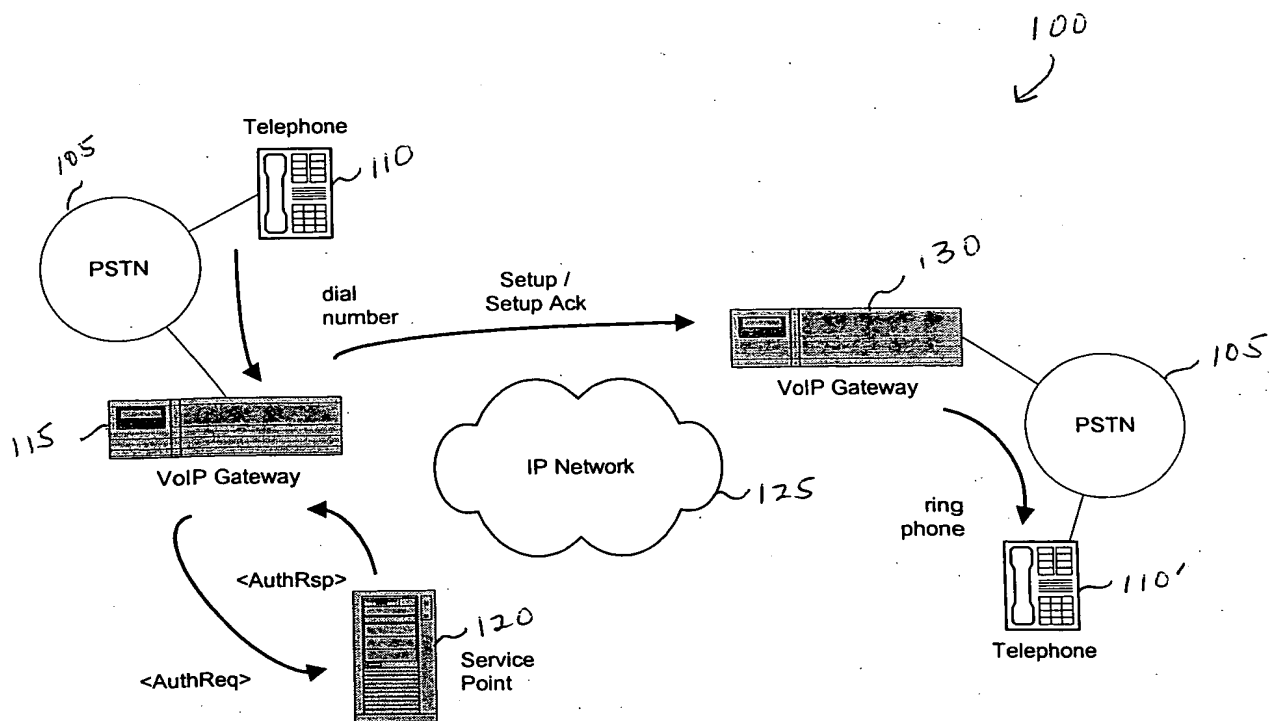 100
Telephone
105
110
PSTN
130
dial
number
Setup /
Setup Ack
105
VoIP Gateway
PSTN
115
VoIP Gateway
IP Network
125
ring
phone
110'
<AuthRsp>
120
Service
Point
<AuthReq>
Telephone